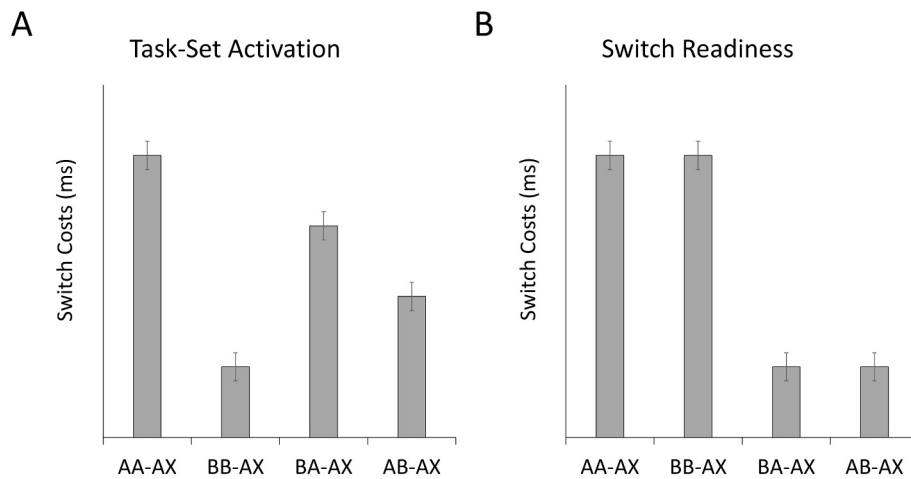 A
Task-Set Activation
Switch Costs (ms)
AA-AX BB-AX BA-AX AB-AX
B
Switch Readiness
Switch Costs (ms)
AA-AX BB-AX BA-AX AB-AX